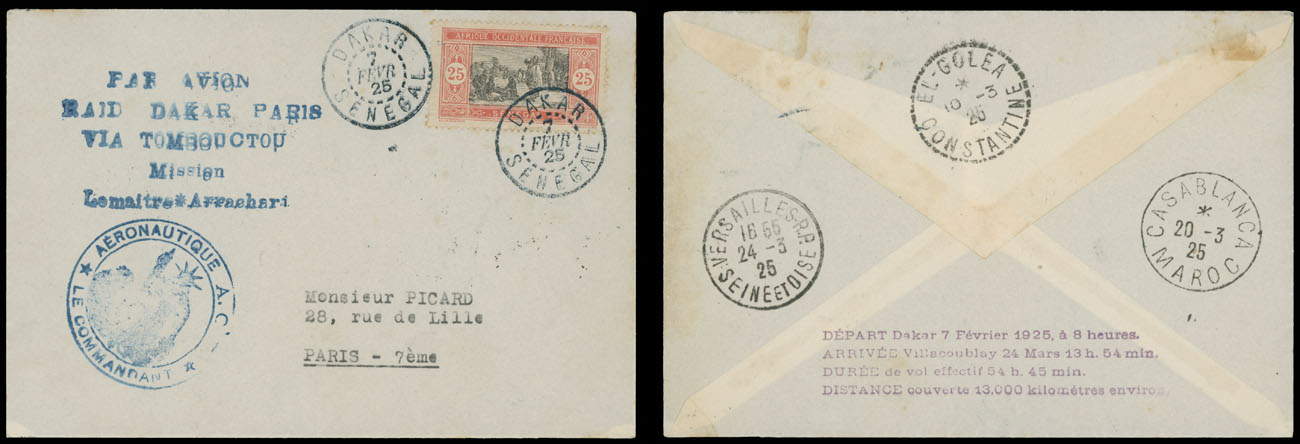 PAR AVION
RAID DAKAR PARIS
VIA TOMBOUCTOU
Mission
Lemaitre*Arrachari
AÉRONAUTIQUE A.
LE COMMANDANT
DAKAR
7
FEVR
25
SENEGAL
AFRIQUE OCCIDENTALE FRANÇAISE
25
25
DAKAR
7
FEVR
25
SENEGAL
Monsieur PICARD
28, rue de Lille
PARIS - 7ème
EL-GOLEA
*
-3
CONSTANTINE
VERSAILLES-R.P.
16 55
24 -3
25
SEINE ET OISE
CASABLANCA
*
20 -3
25
MAROC
DÉPART Dakar 7 Février 1925, à 8 heures.
ARRIVÉE Villacoublay 24 Mars 13 h. 54 min.
DURÉE de vol effectif 54 h. 45 min.
DISTANCE couverte 13.000 kilométres environ.